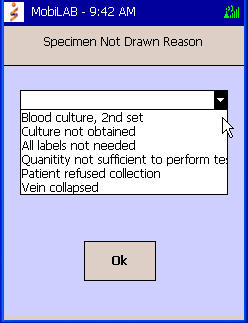 MobiLAB - 9:42 AM
Specimen Not Drawn Reason
Blood culture, 2nd set
Culture not obtained
All labels not needed
Quanitity not sufficient to perform tes
Patient refused collection
Vein collapsed
Ok